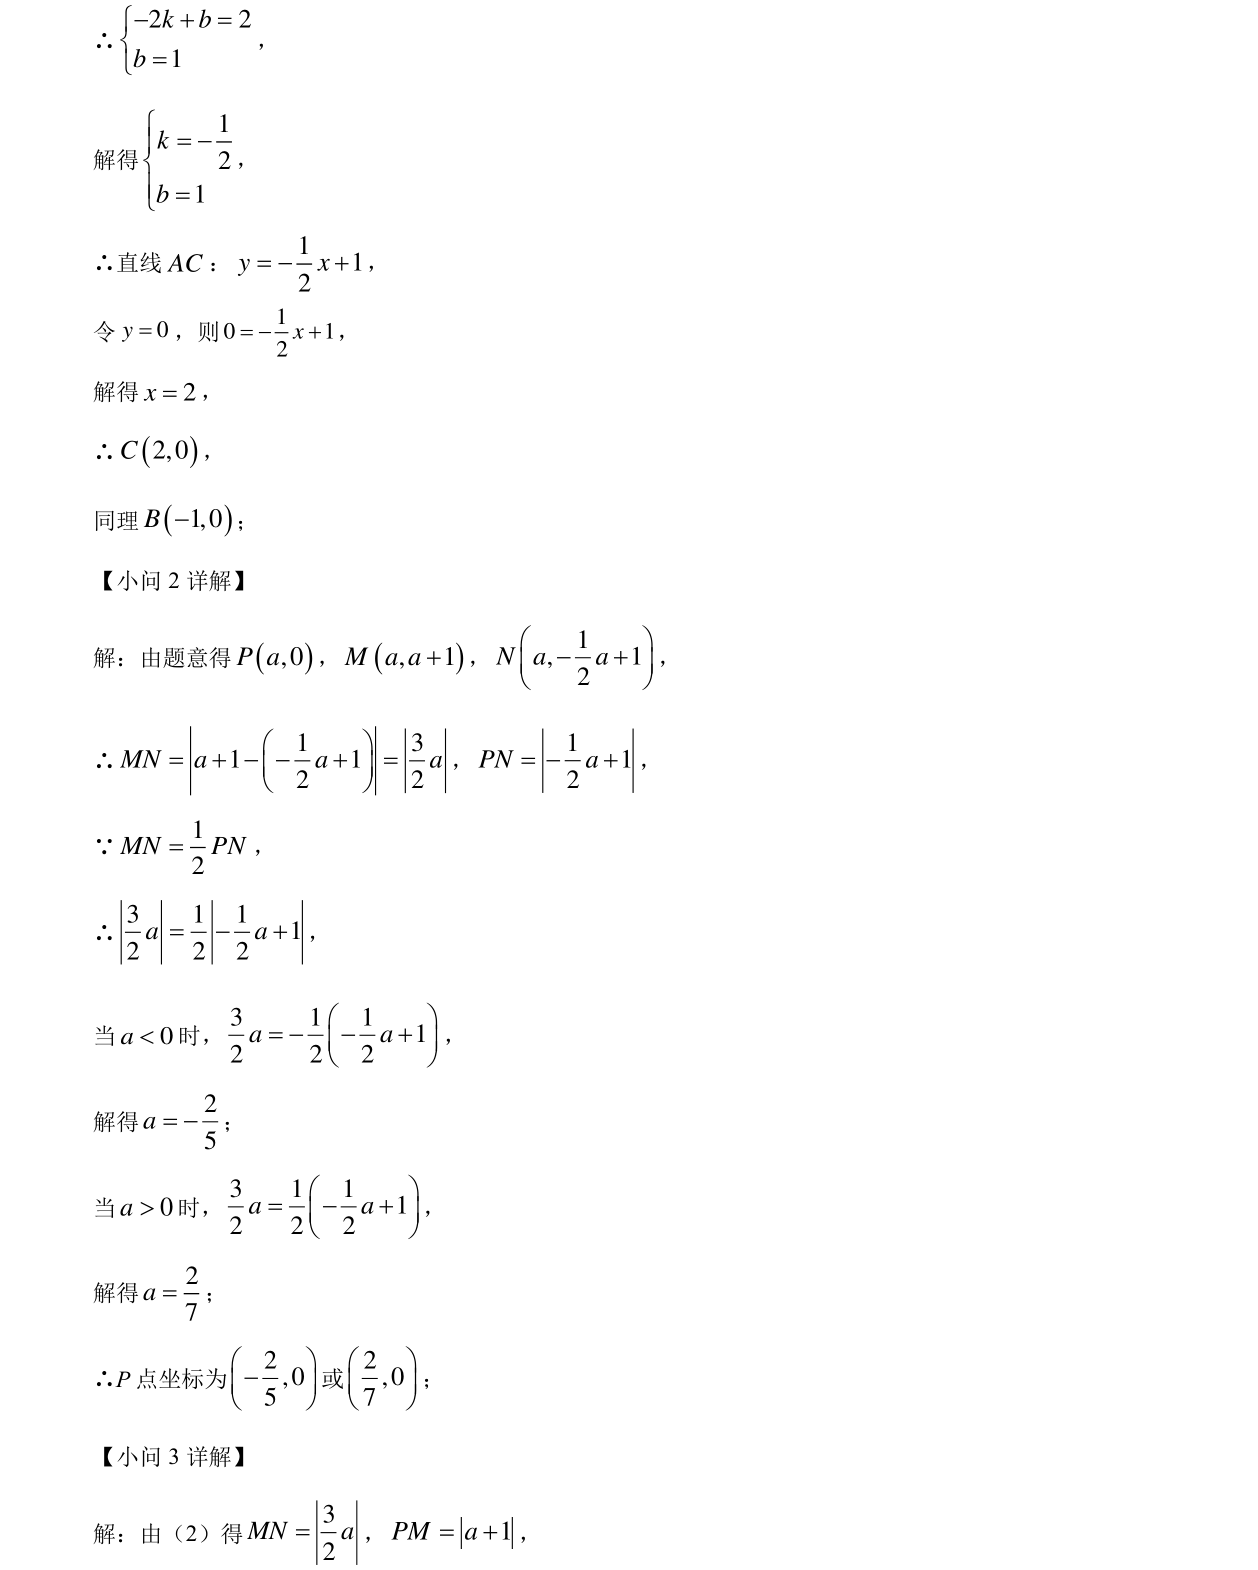 ∴{−2k+b=2
b=1,
解得{k=−1/2,
b=1
∴直线 AC： y=−1/2x+1，
令 y=0，则0=−1/2x+1，
解得 x=2，
∴C(2,0)，
同理B(−1,0)；
【小问 2 详解】
解：由题意得P(a,0)，M(a,a+1)，N(a,−1/2a+1)，
∴MN=|a+1−(−1/2a+1)|=|3/2a|，PN=|−1/2a+1|，
∵MN=1/2PN，
∴|3/2a|=1/2|−1/2a+1|，
当a<0时，3/2a=−1/2(−1/2a+1)，
解得a=−2/5；
当a>0时，3/2a=1/2(−1/2a+1)，
解得a=2/7；
∴P 点坐标为(−2/5,0)或(2/7,0)；
【小问 3 详解】
解：由（2）得MN=|3/2a|，PM=|a+1|，